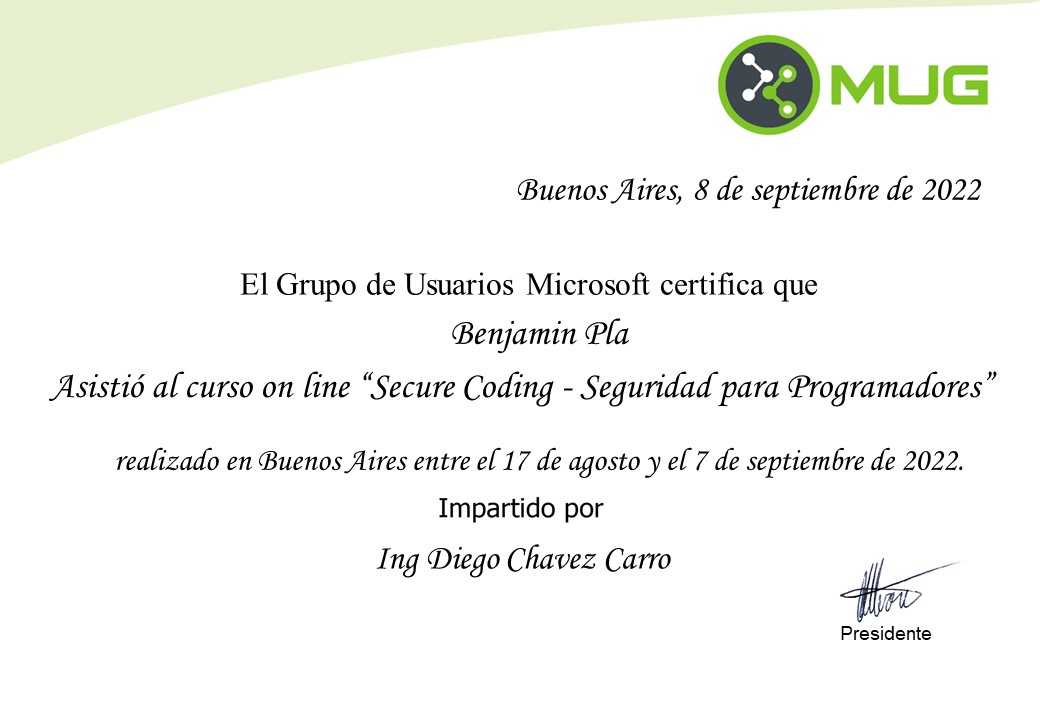 MUG
Buenos Aires, 8 de septiembre de 2022
El Grupo de Usuarios Microsoft certifica que
Benjamin Pla
Asistió al curso on line “Secure Coding - Seguridad para Programadores”
realizado en Buenos Aires entre el 17 de agosto y el 7 de septiembre de 2022.
Impartido por
Ing Diego Chavez Carro
Presidente